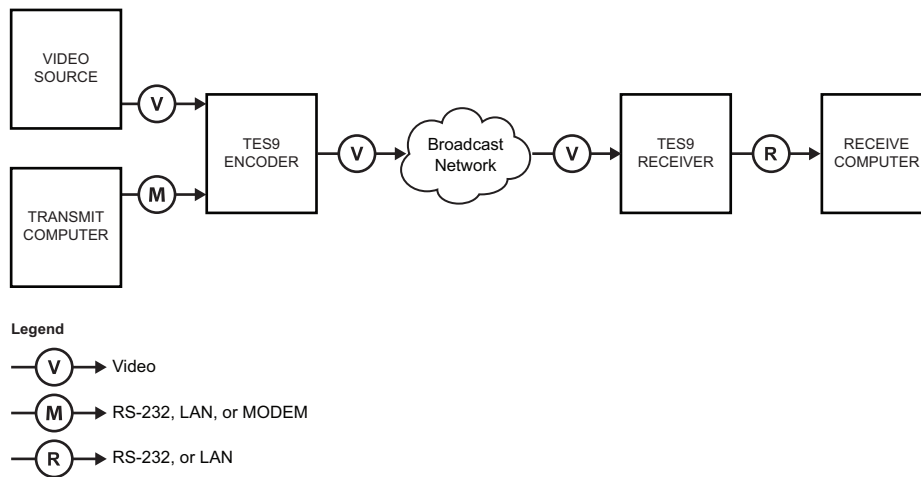 VIDEO
SOURCE
V
TES9
ENCODER
V
Broadcast
Network
V
TES9
RECEIVER
R
RECEIVE
COMPUTER
M
TRANSMIT
COMPUTER
Legend
V Video
M RS-232, LAN, or MODEM
R RS-232, or LAN